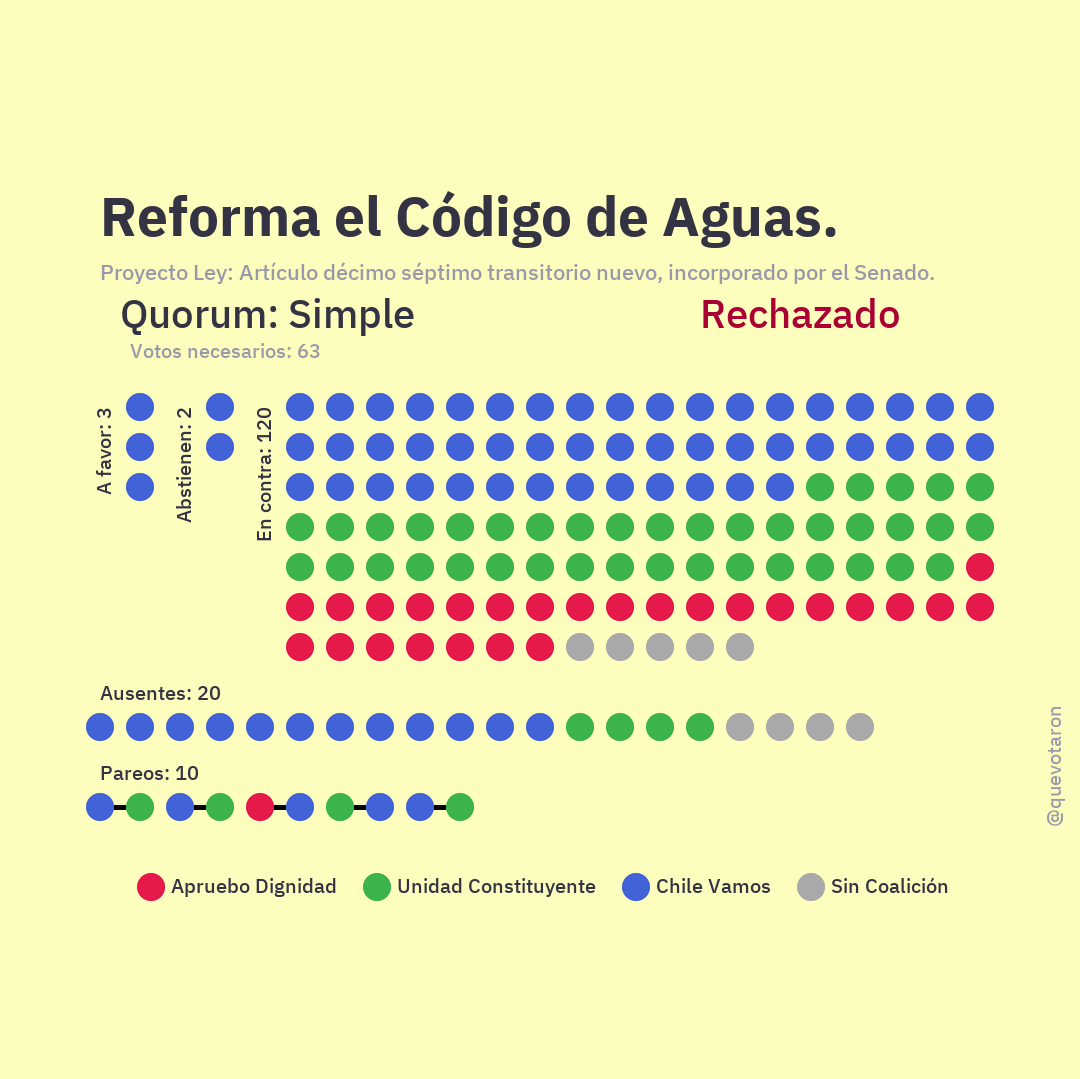 Reforma el Código de Aguas.
Proyecto Ley: Artículo décimo séptimo transitorio nuevo, incorporado por el Senado.
Quorum: Simple
Rechazado
Votos necesarios: 63
A favor: 3
Abstienen: 2
En contra: 120
Ausentes: 20
Pareos: 10
@quevotaron
Apruebo Dignidad
Unidad Constituyente
Chile Vamos
Sin Coalición